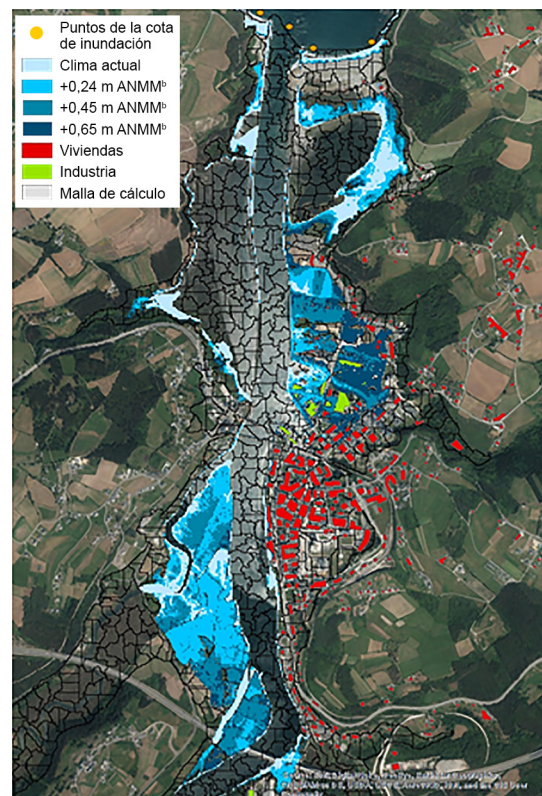 Puntos de la cota
de inundación
Clima actual
+0,24 m ANMMᵇ
+0,45 m ANMMᵇ
+0,65 m ANMMᵇ
Viviendas
Industria
Malla de cálculo